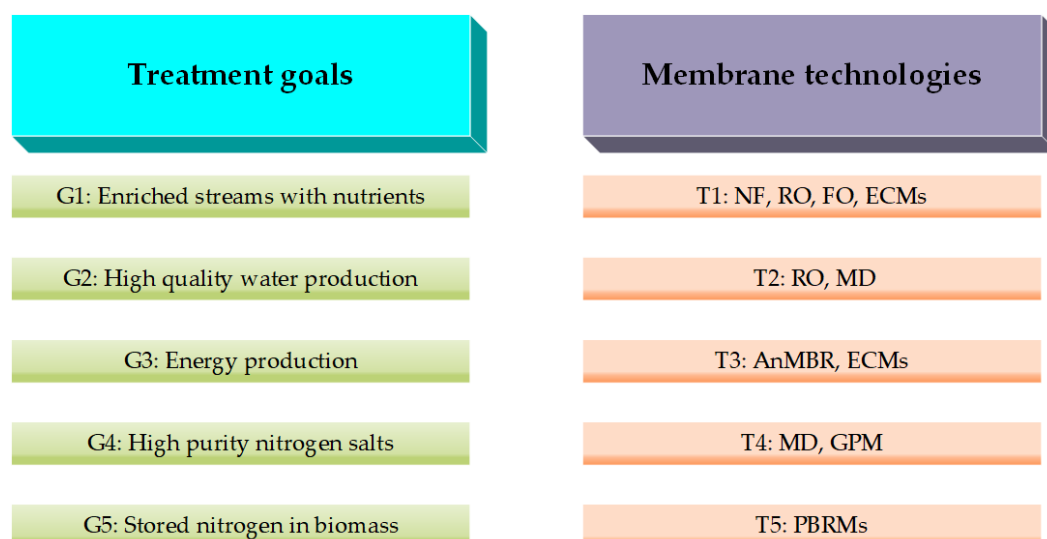 Treatment goals
Membrane technologies
G1: Enriched streams with nutrients
T1: NF, RO, FO, ECMs
G2: High quality water production
T2: RO, MD
G3: Energy production
T3: AnMBR, ECMs
G4: High purity nitrogen salts
T4: MD, GPM
G5: Stored nitrogen in biomass
T5: PBRMs